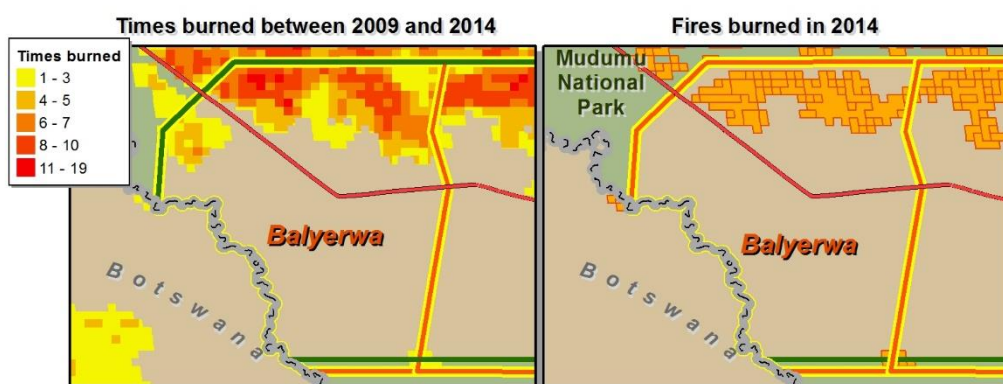 Times burned between 2009 and 2014
Times burned
1 - 3
4 - 5
6 - 7
8 - 10
11 - 19
Balyerwa
Botswana
Fires burned in 2014
Mudumu
National
Park
Balyerwa
Botswana